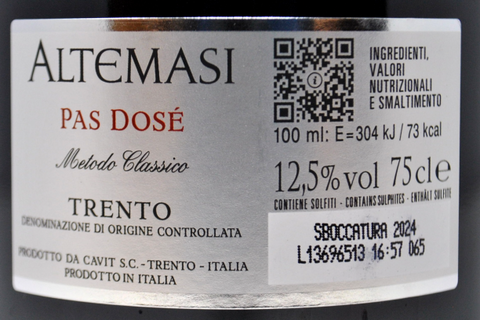 ALTEMASI
PAS DOSÉ
Metodo Classico
TRENTO
DENOMINAZIONE DI ORIGINE CONTROLLATA
PRODOTTO DA CAVIT S.C. - TRENTO - ITALIA
PRODOTTO IN ITALIA
INGREDIENTI,
VALORI
NUTRIZIONALI
E SMALTIMENTO
100 ml: E=304 kJ / 73 kcal
12,5%vol 75cl e
CONTIENE SOLFITI - CONTAINS SULPHITES - ENTHÄLT SULFITE
SBOCCATURA 2024
L13696513 16:57 065